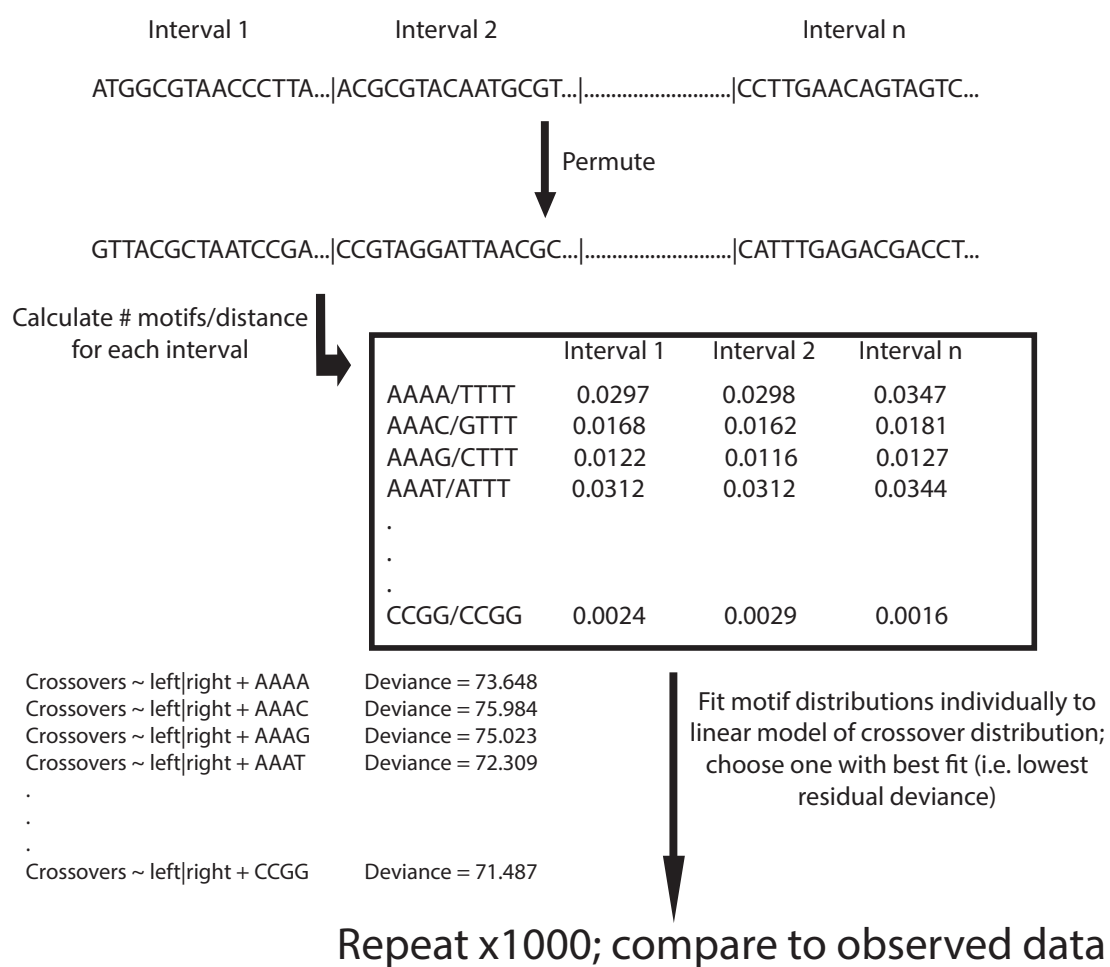 Interval 1 Interval 2 Interval n
ATGGCGTAACCCTTA...|ACGCGTACAATGCGT...|...........................|CCTTGAACAGTAGTC...
Permute
GTTACGCTAATCCGA...|CCGTAGGATTAACGC...|...........................|CATTTGAGACGACCT...
Calculate # motifs/distance
for each interval
Interval 1 Interval 2 Interval n
AAAA/TTTT 0.0297 0.0298 0.0347
AAAC/GTTT 0.0168 0.0162 0.0181
AAAG/CTTT 0.0122 0.0116 0.0127
AAAT/ATTT 0.0312 0.0312 0.0344
.
.
.
CCGG/CCGG 0.0024 0.0029 0.0016
Crossovers ~ left|right + AAAA Deviance = 73.648
Crossovers ~ left|right + AAAC Deviance = 75.984
Crossovers ~ left|right + AAAG Deviance = 75.023
Crossovers ~ left|right + AAAT Deviance = 72.309
.
.
.
Crossovers ~ left|right + CCGG Deviance = 71.487
Fit motif distributions individually to
linear model of crossover distribution;
choose one with best fit (i.e. lowest
residual deviance)
Repeat x1000; compare to observed data